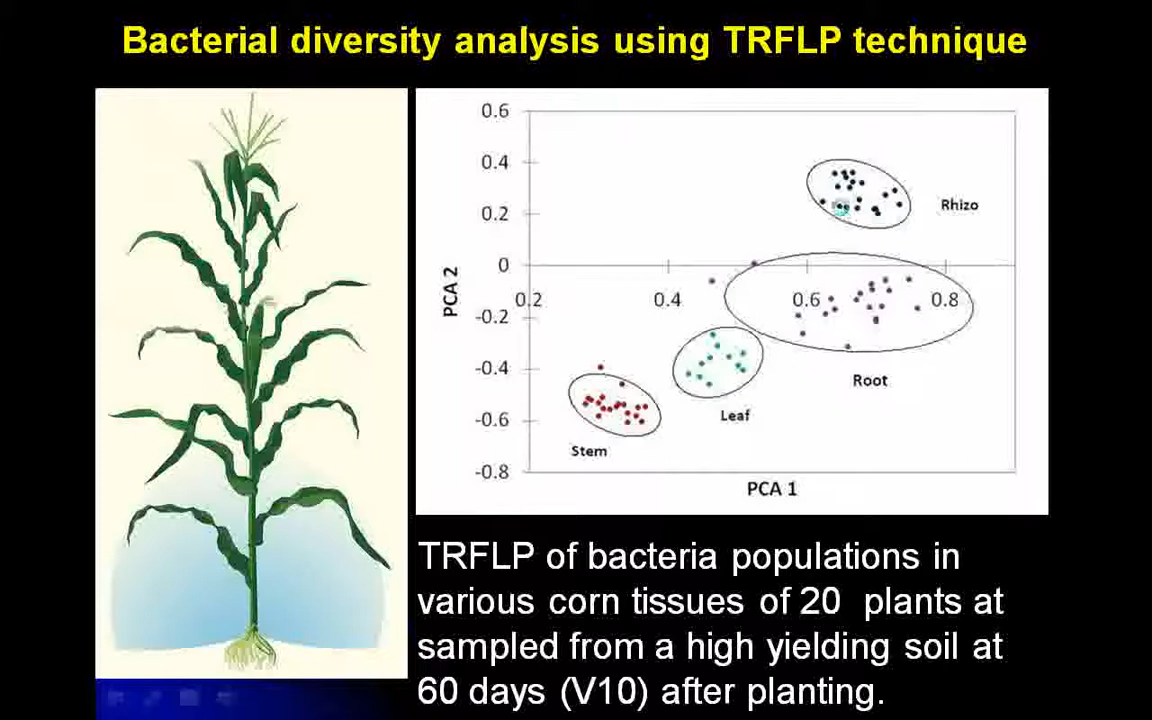 Bacterial diversity analysis using TRFLP technique
0.6
0.4
0.2
0
-0.2
-0.4
-0.6
-0.8
0.2
0.4
0.6
0.8
PCA 2
PCA 1
Rhizo
Root
Leaf
Stem
TRFLP of bacteria populations in
various corn tissues of 20 plants at
sampled from a high yielding soil at
60 days (V10) after planting.